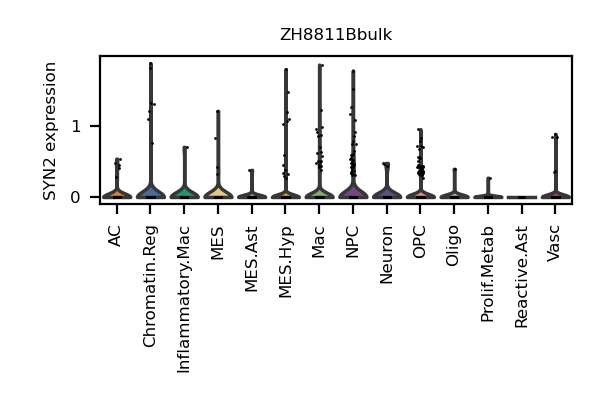 ZH8811Bbulk
SYN2 expression
1
0
AC
Chromatin.Reg
Inflammatory.Mac
MES
MES.Ast
MES.Hyp
Mac
NPC
Neuron
OPC
Oligo
Prolif.Metab
Reactive.Ast
Vasc